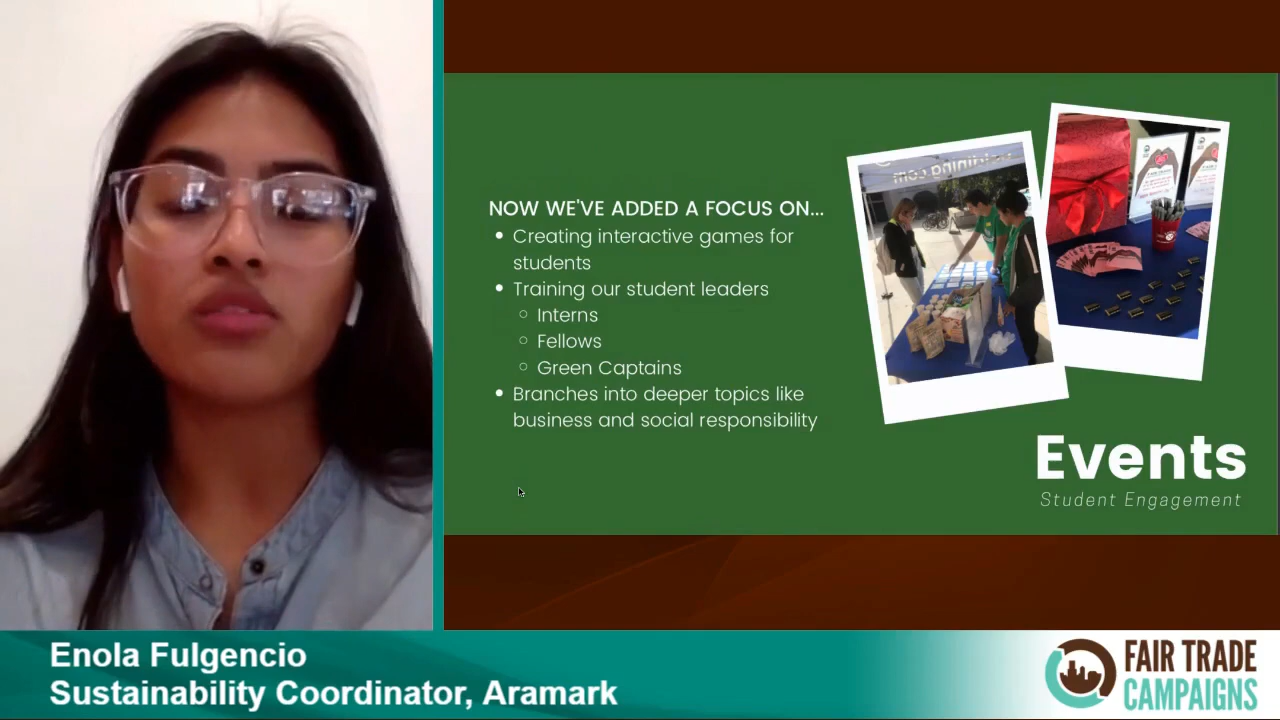 NOW WE'VE ADDED A FOCUS ON...
• Creating interactive games for
students
• Training our student leaders
○ Interns
○ Fellows
○ Green Captains
• Branches into deeper topics like
business and social responsibility
Events
Student Engagement
Enola Fulgencio
Sustainability Coordinator, Aramark
FAIR TRADE
CAMPAIGNS